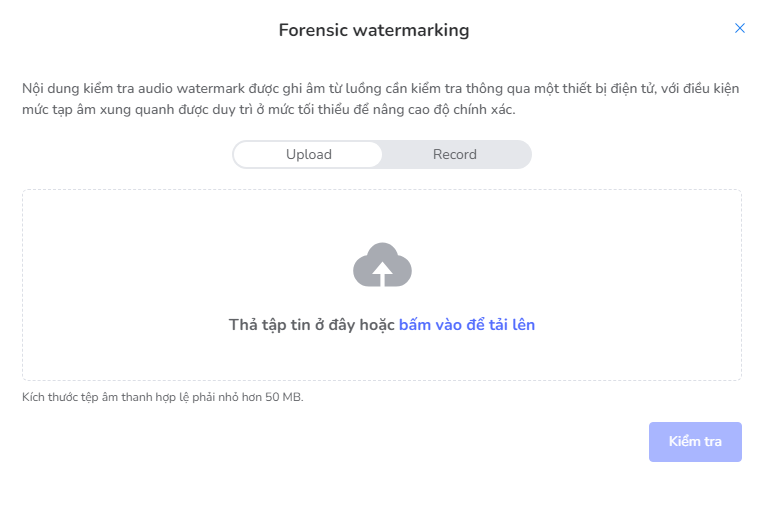 Forensic watermarking
Nội dung kiểm tra audio watermark được ghi âm từ luồng cần kiểm tra thông qua một thiết bị điện tử, với điều kiện
mức tạp âm xung quanh được duy trì ở mức tối thiểu để nâng cao độ chính xác.
Upload Record
Thả tập tin ở đây hoặc bấm vào để tải lên
Kích thước tệp âm thanh hợp lệ phải nhỏ hơn 50 MB.
Kiểm tra